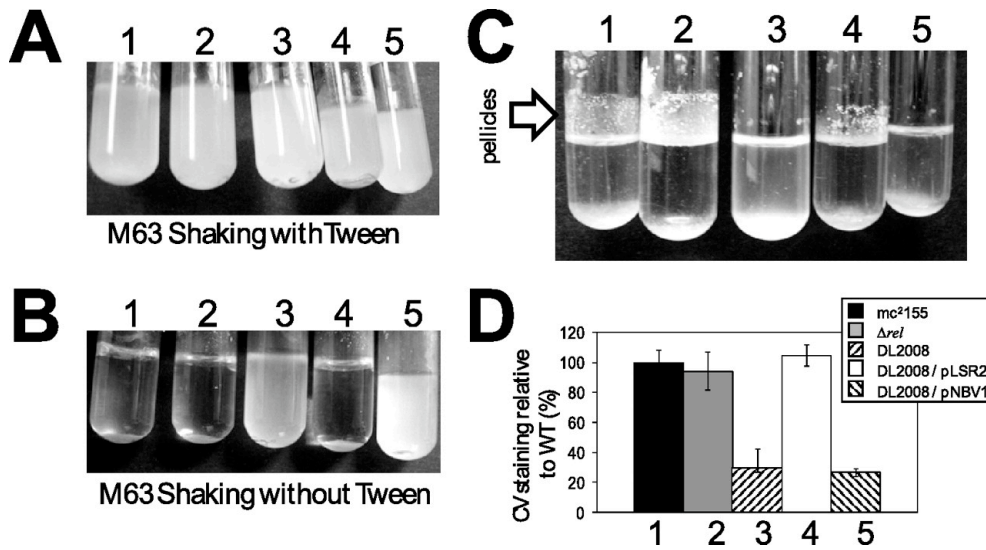 A
1 2 3 4 5
M63 Shaking with Tween
B
1 2 3 4 5
M63 Shaking without Tween
C
1 2 3 4 5
pellicles
D
120
100
80
60
40
20
0
CV staining relative
to WT (%)
1 2 3 4 5
mc²155
Δrel
DL2008
DL2008 / pLSR2
DL2008 / pNBV1